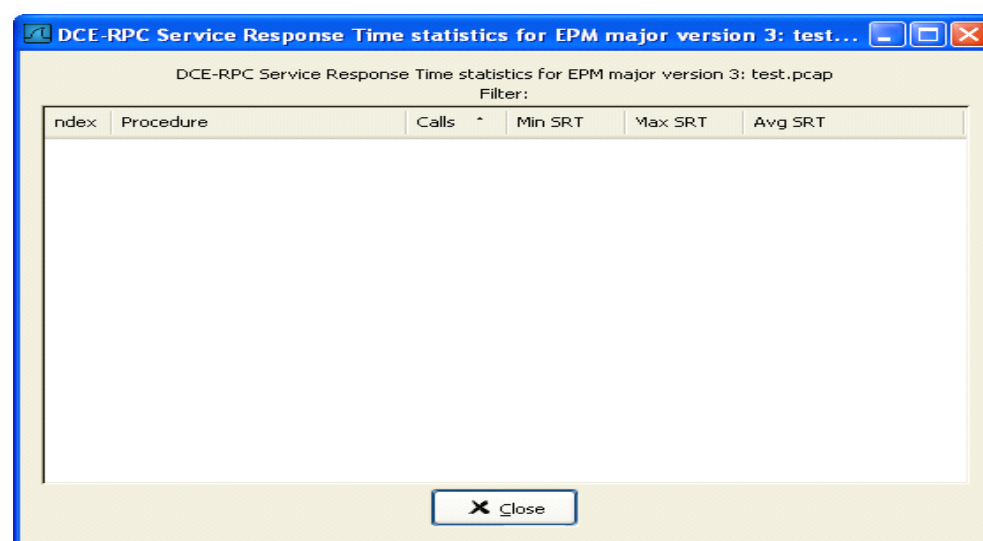 DCE-RPC Service Response Time statistics for EPM major version 3: test...
DCE-RPC Service Response Time statistics for EPM major version 3: test.pcap
Filter:
ndex Procedure Calls Min SRT Max SRT Avg SRT
Close